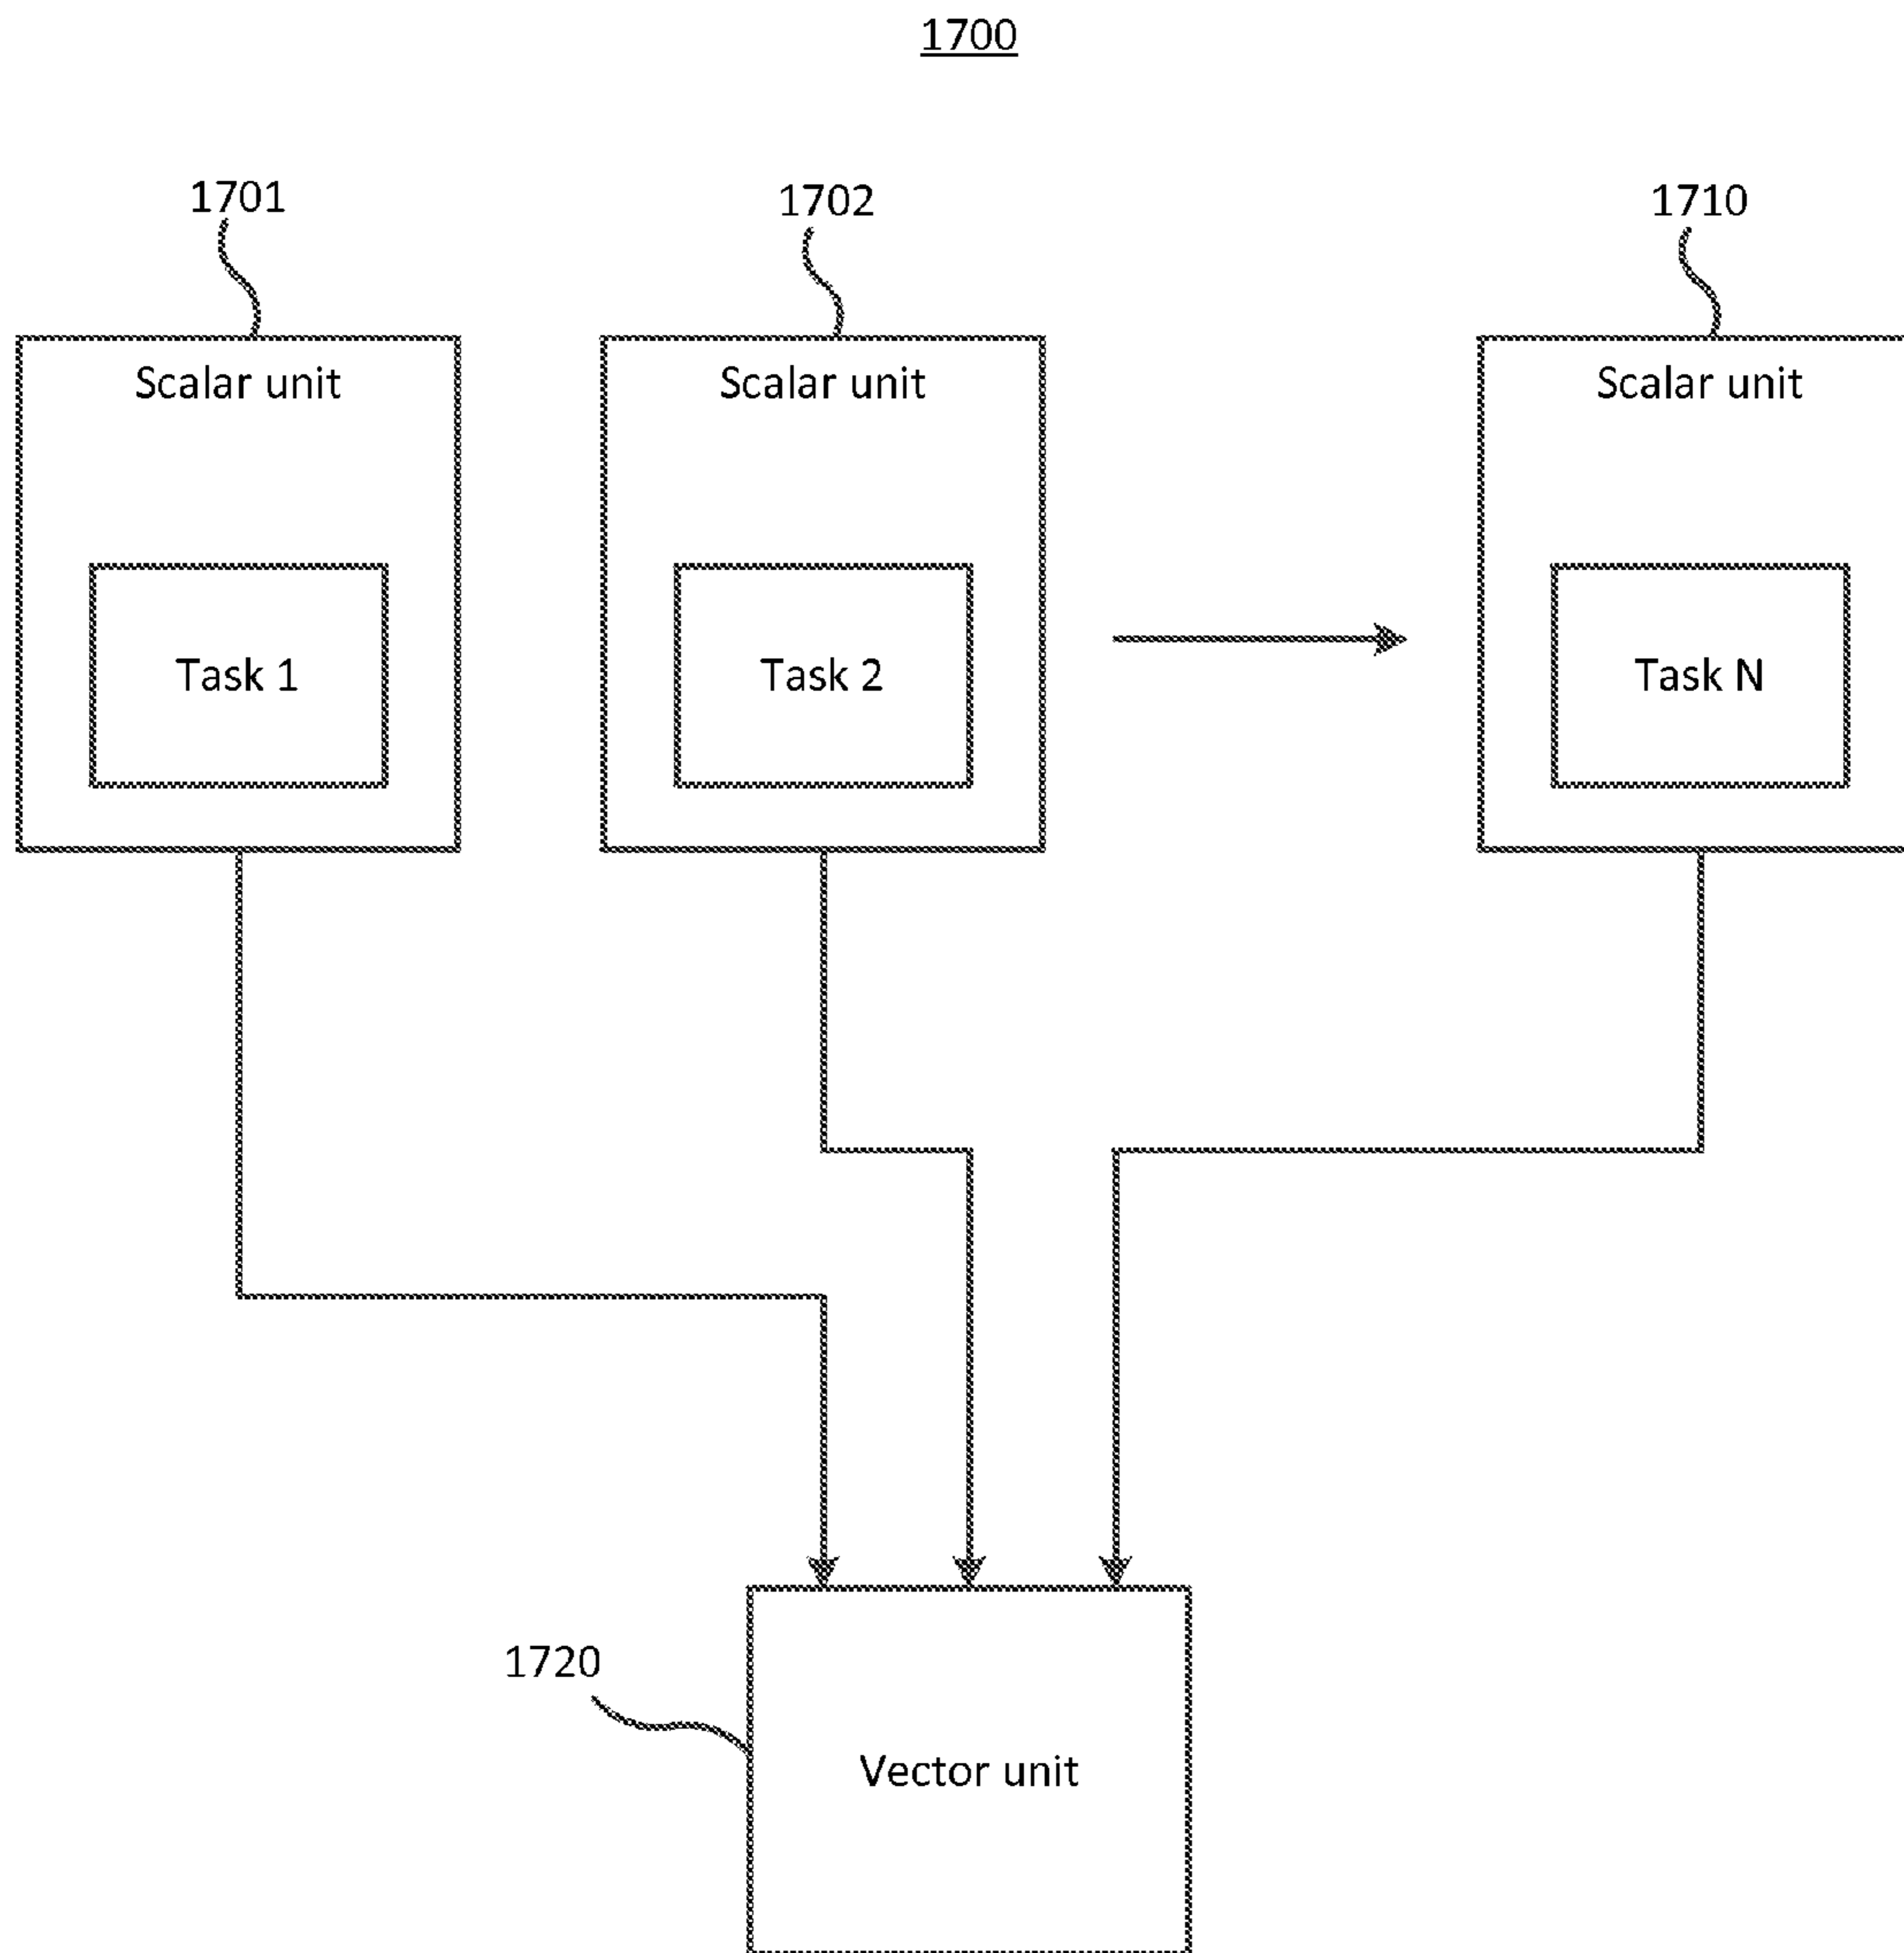 1700
1701
1702
1710
Scalar unit
Scalar unit
Scalar unit
Task 1
Task 2
Task N
1720
Vector unit